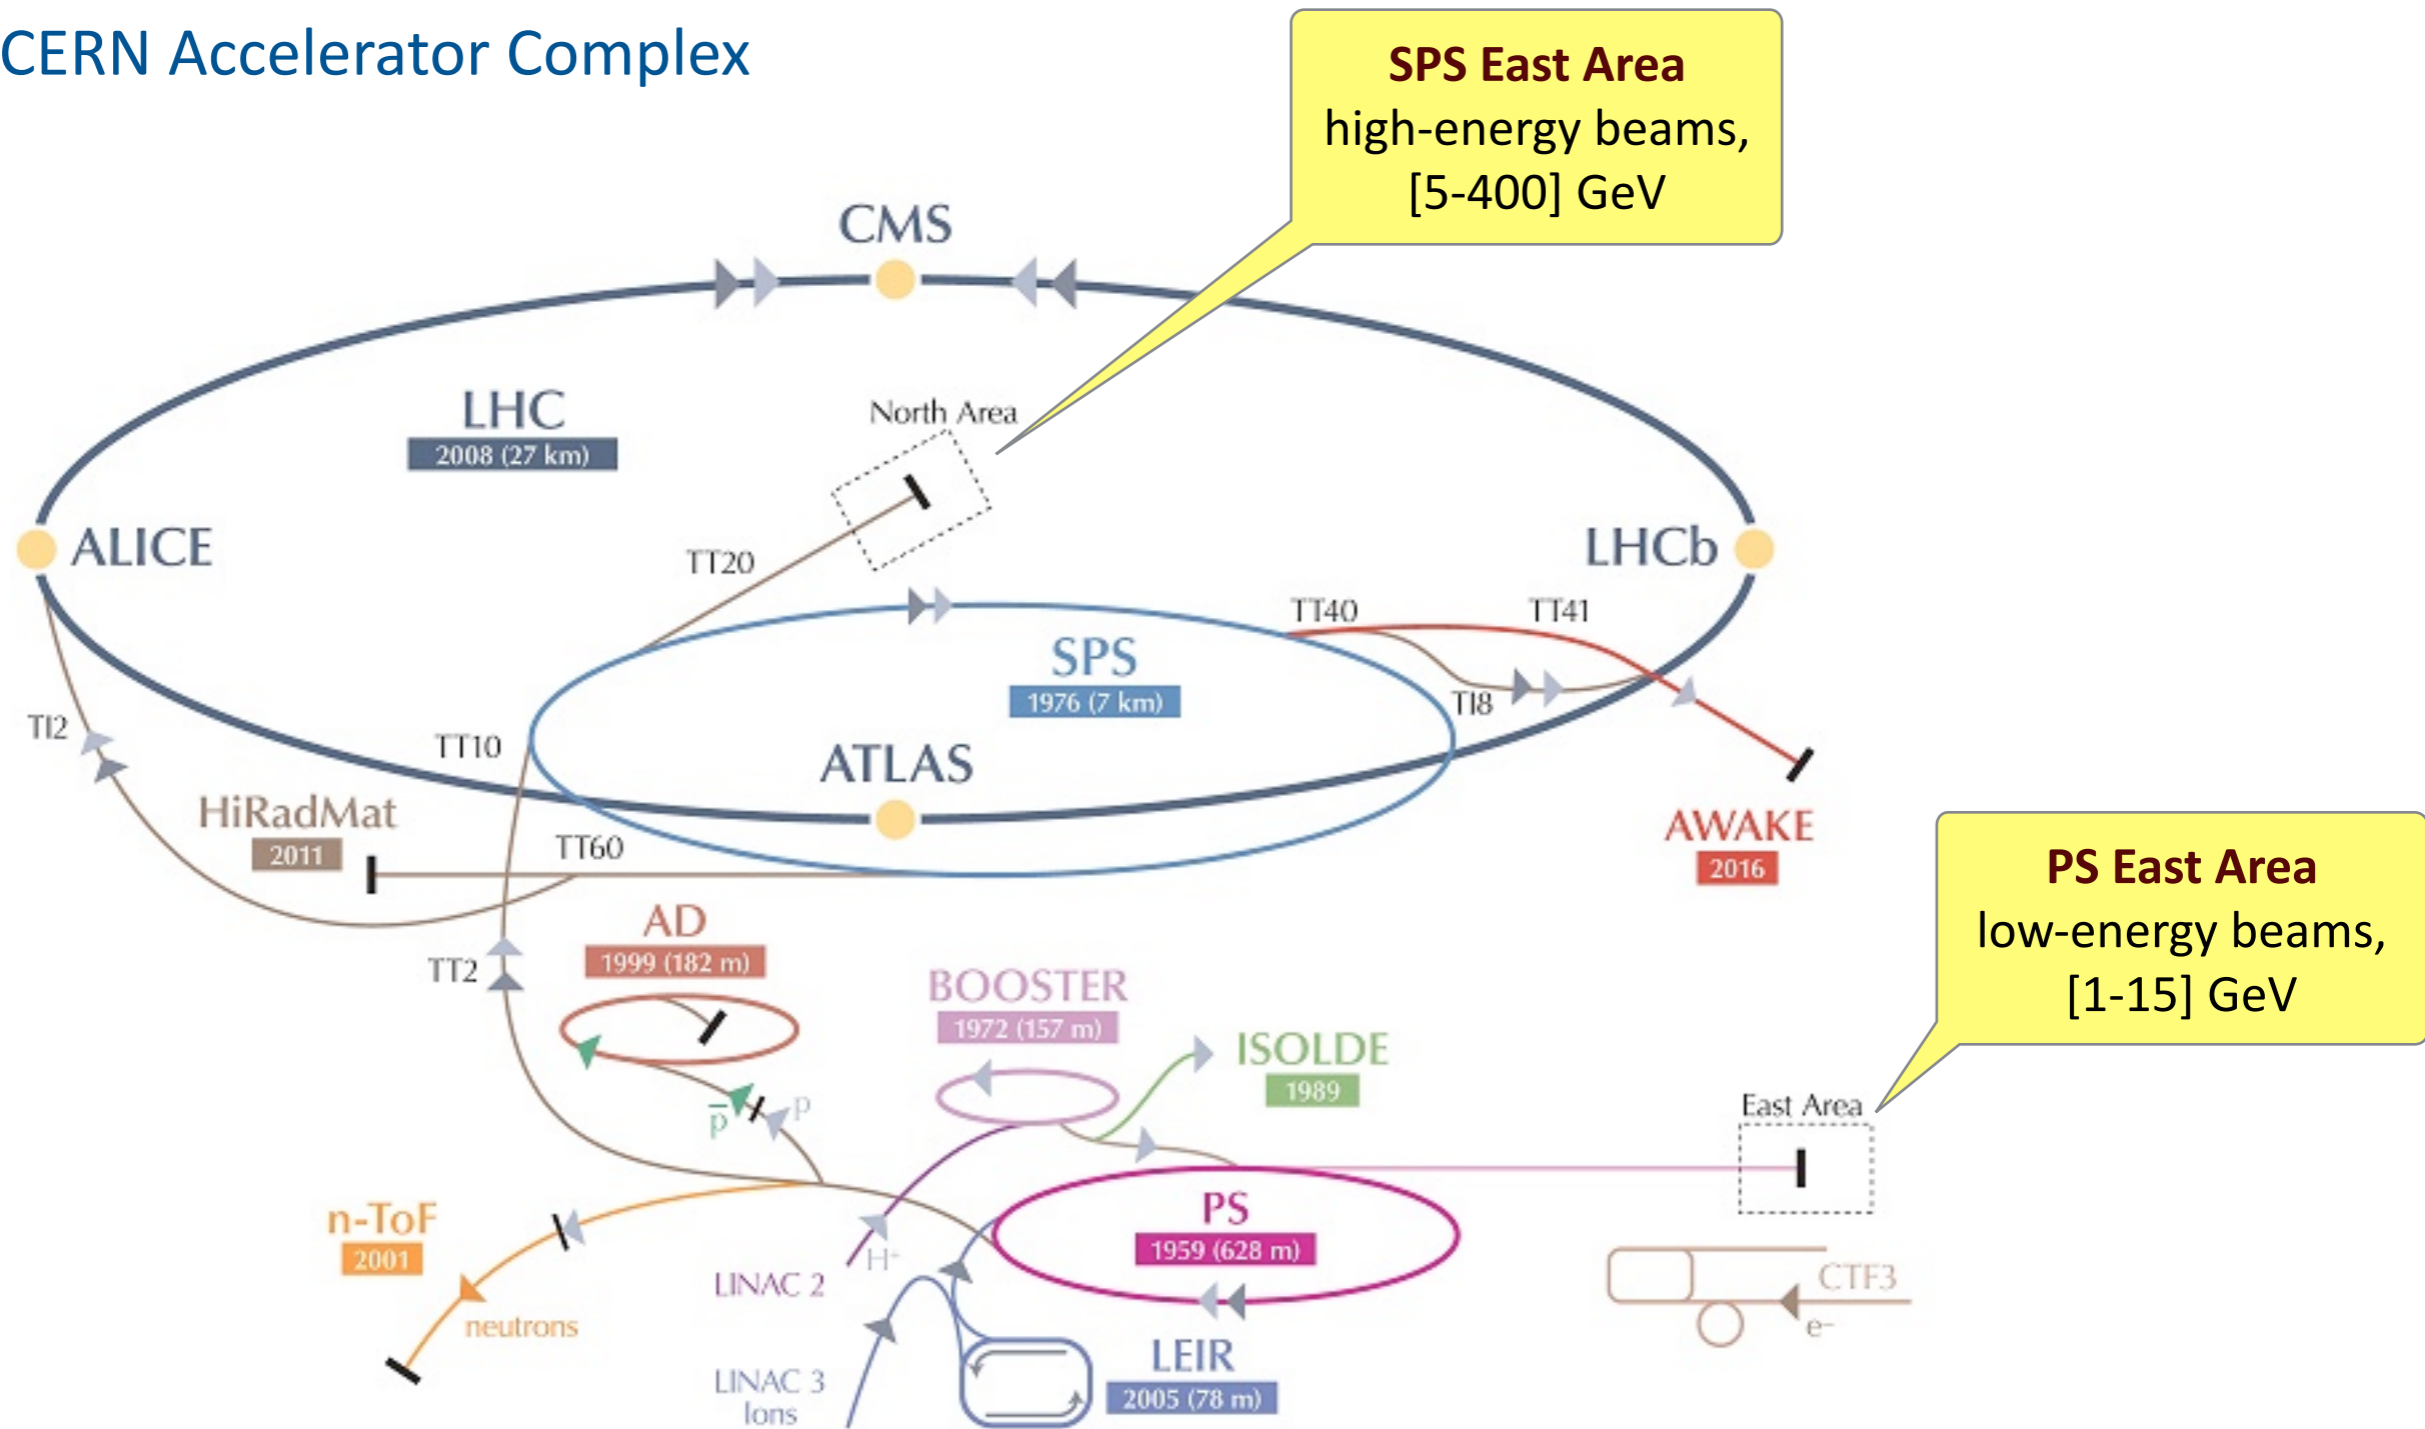 CERN Accelerator Complex
SPS East Area
high-energy beams,
[5-400] GeV
CMS
LHC
2008 (27 km)
North Area
ALICE
TT20
LHCb
TT40
TT41
SPS
1976 (7 km)
TI8
TI2
TT10
ATLAS
HiRadMat
2011
TT60
AWAKE
2016
PS East Area
low-energy beams,
[1-15] GeV
AD
1999 (182 m)
TT2
BOOSTER
1972 (157 m)
ISOLDE
1989
p̅
p
East Area
n-ToF
2001
PS
1959 (628 m)
H⁺
LINAC 2
neutrons
CTF3
e⁻
LEIR
2005 (78 m)
LINAC 3
Ions